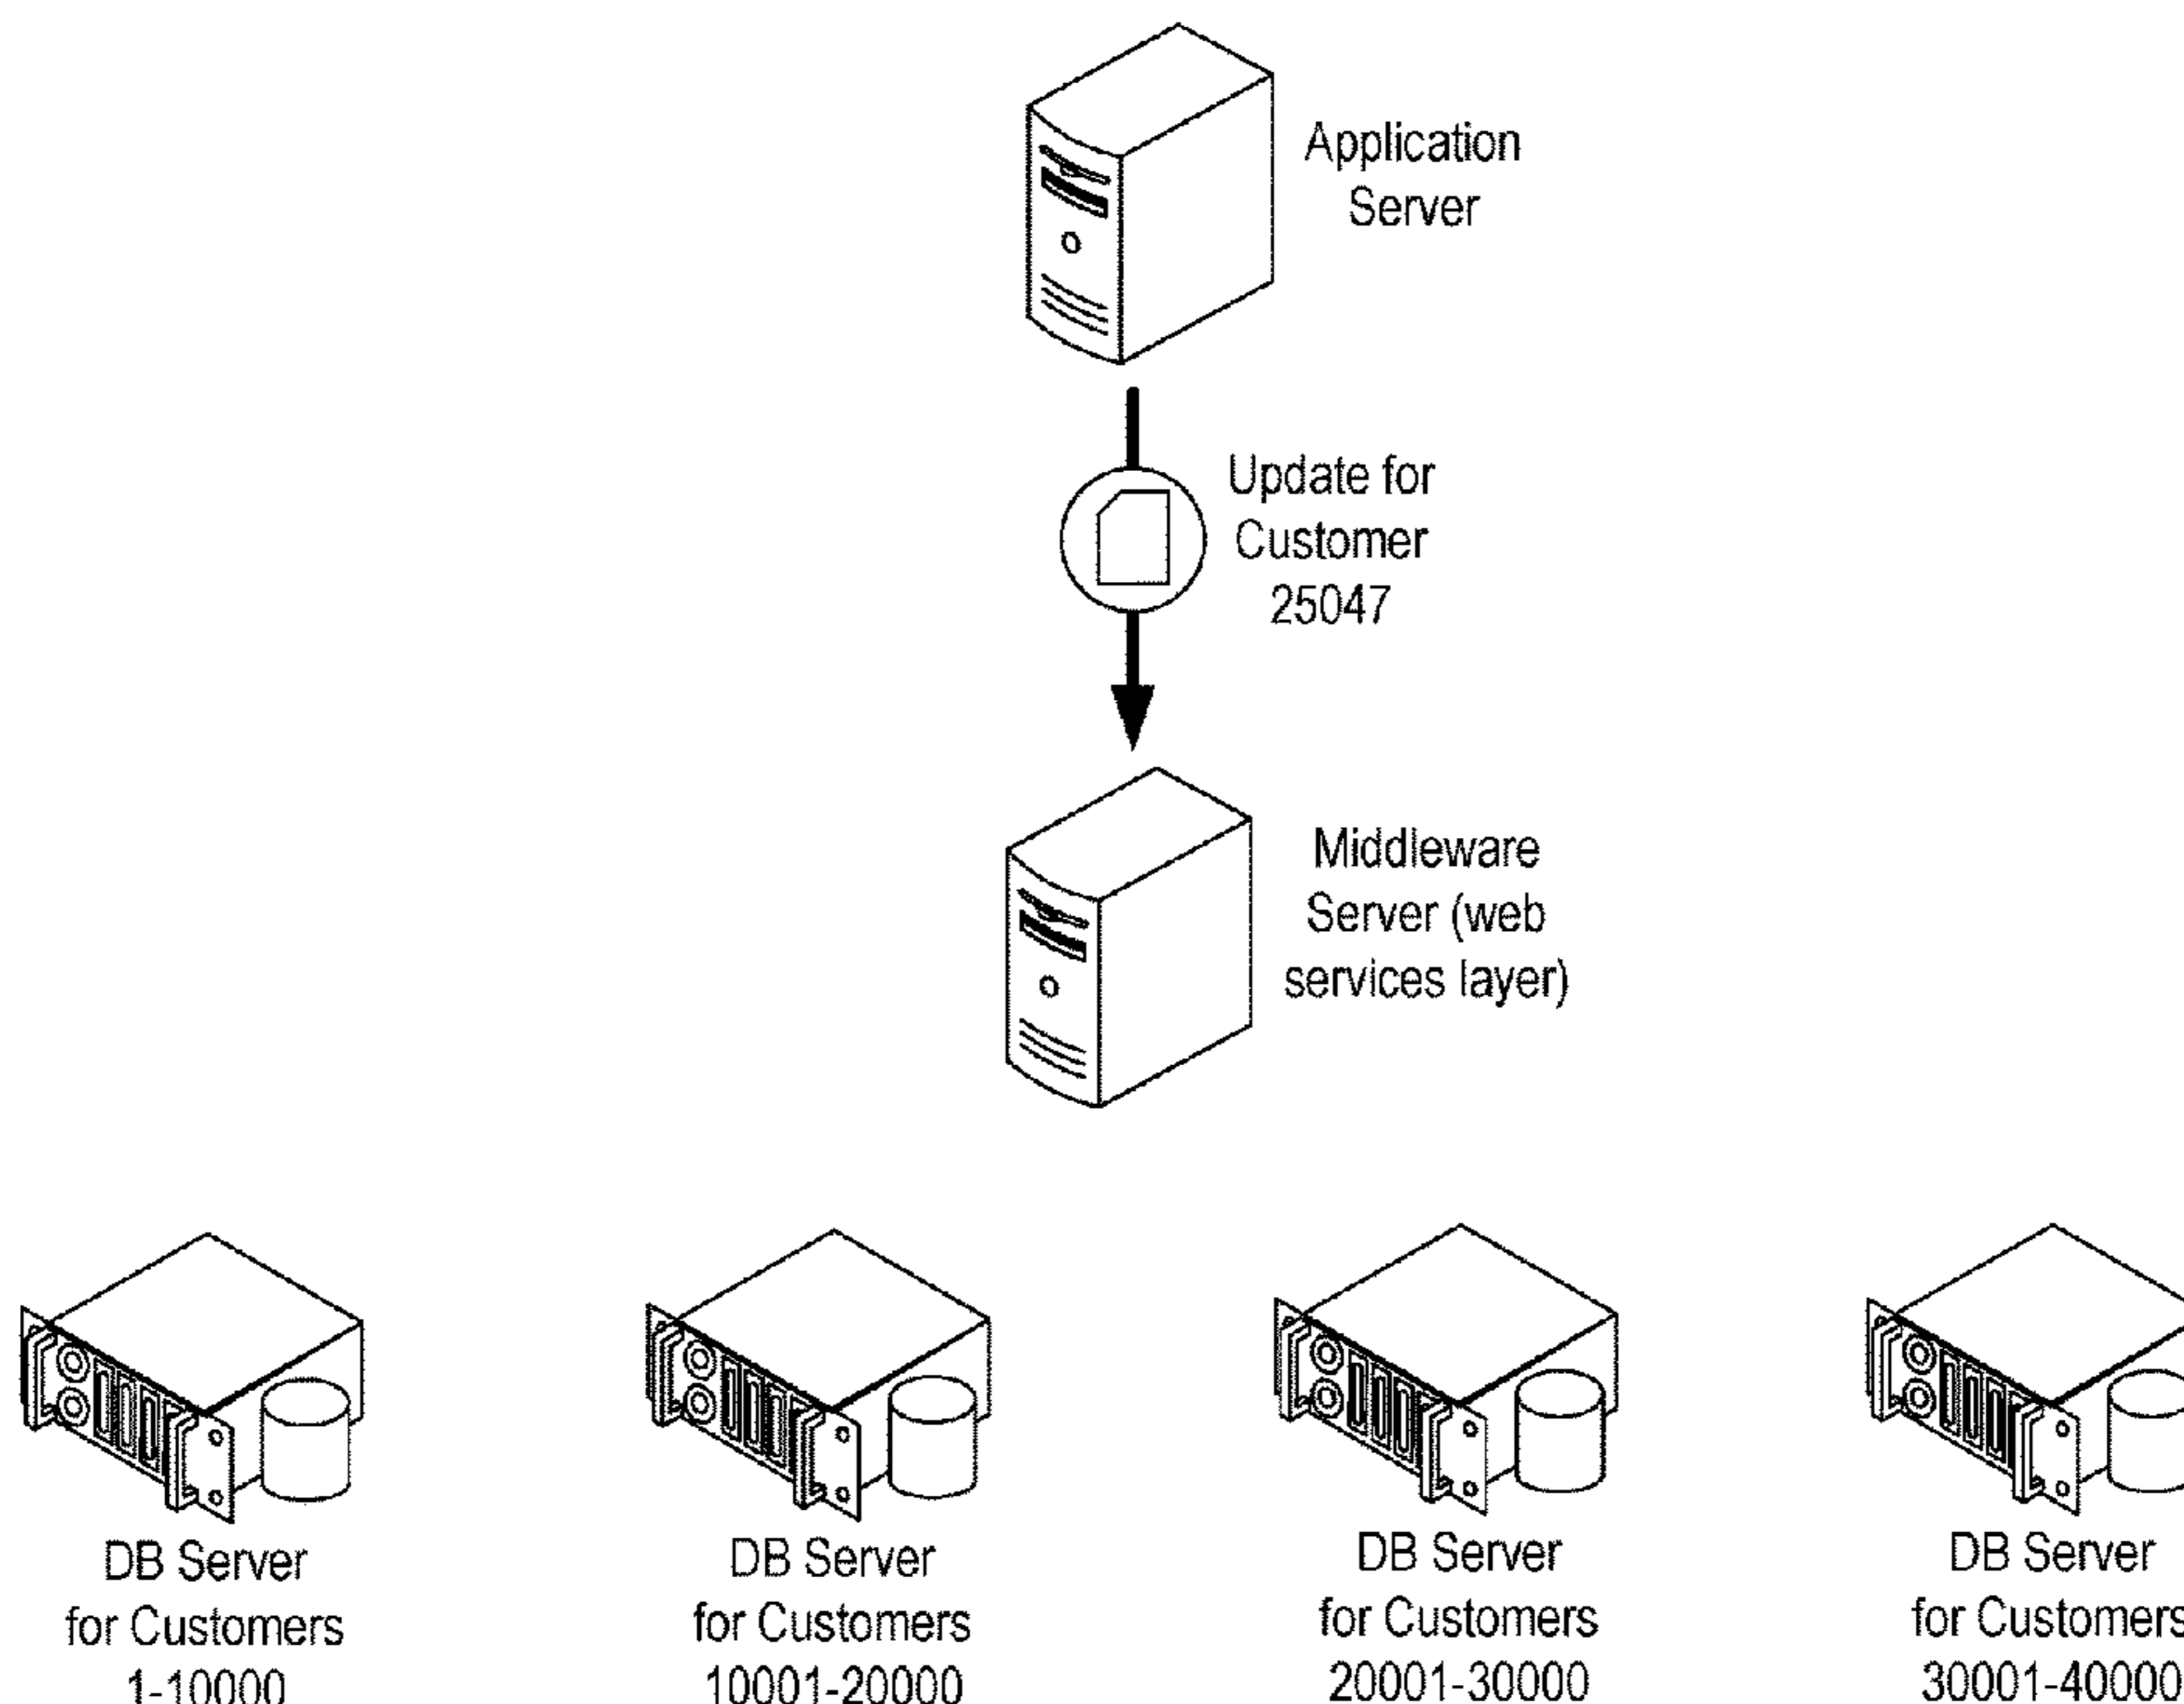 Application
Server
Update for
Customer
25047
Middleware
Server (web
services layer)
DB Server
for Customers
1-10000
DB Server
for Customers
10001-20000
DB Server
for Customers
20001-30000
DB Server
for Customers
30001-40000